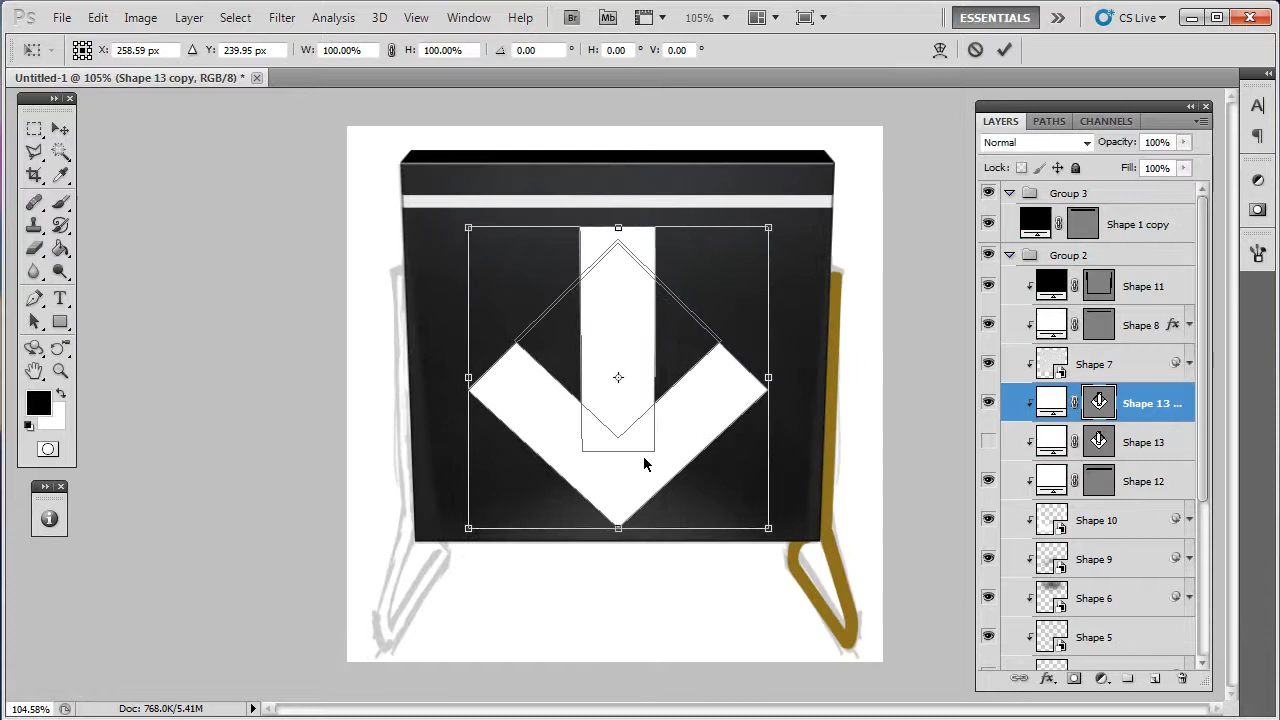 Ps File Edit Image Layer Select Filter Analysis 3D View Window Help Br Mb 105% ESSENTIALS CS Live
X: 258.59 px Y: 239.95 px W: 100.00% H: 100.00% 0.00 ° H: 0.00 ° V: 0.00 °
Untitled-1 @ 105% (Shape 13 copy, RGB/8) *
LAYERS PATHS CHANNELS
Normal Opacity: 100%
Lock: Fill: 100%
Group 3
Shape 1 copy
Group 2
Shape 11
Shape 8 fx
Shape 7
Shape 13 ...
Shape 13
Shape 12
Shape 10
Shape 9
Shape 6
Shape 5
104.58% Doc: 768.0K/5.41M